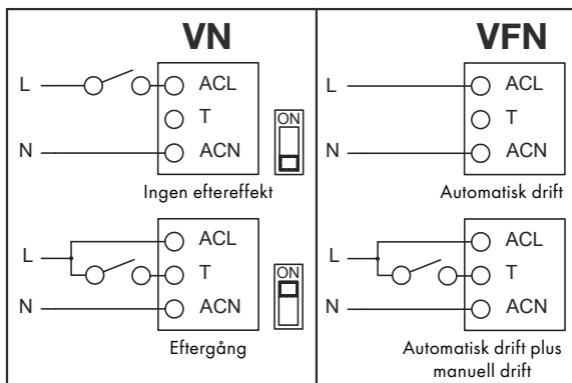 VN
L
ACL
T
N
ACN
ON
Ingen eftereffekt
L
ACL
T
N
ACN
ON
Eftergång
VFN
L
ACL
T
N
ACN
Automatisk drift
L
ACL
T
N
ACN
Automatisk drift plus
manuell drift